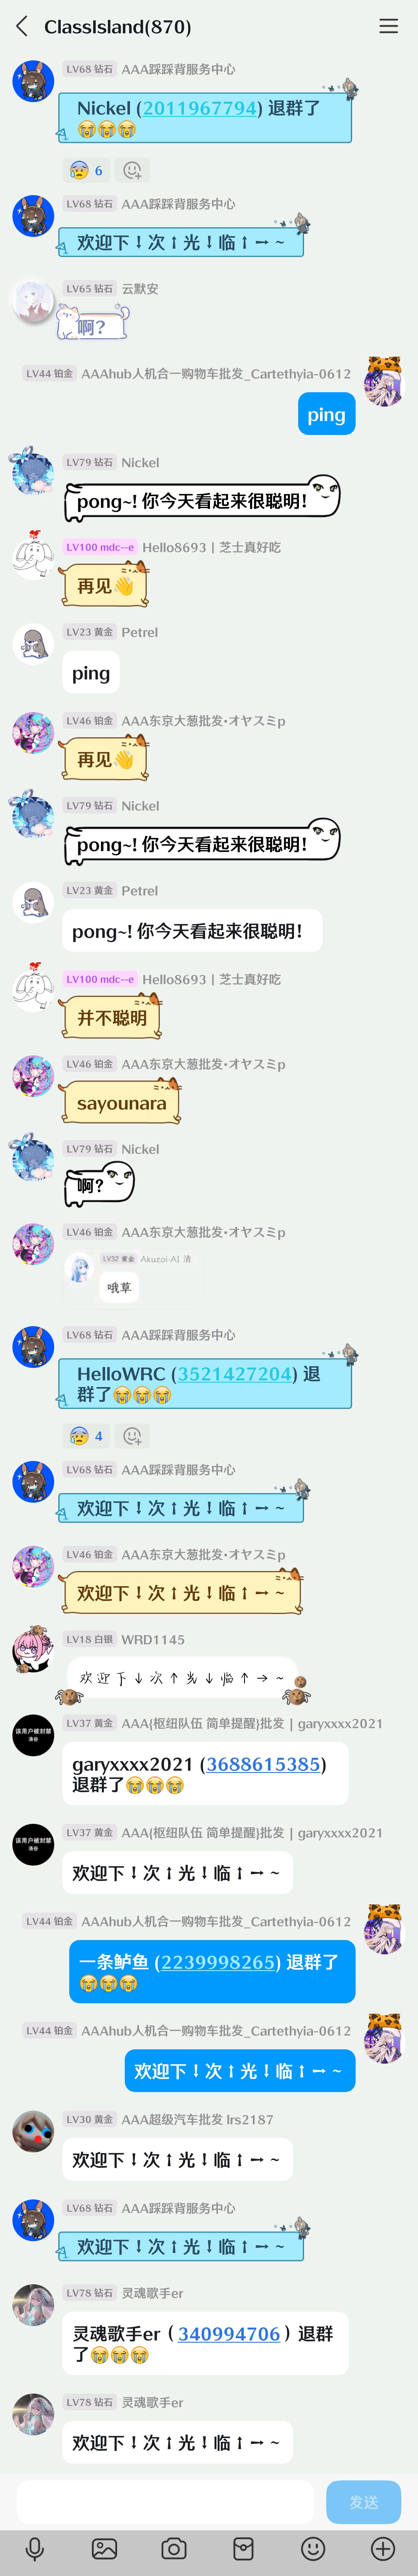 ClassIsland(870)
LV68 钻石 AAA踩踩背服务中心
Nickel (2011967794) 退群了
😭😭😭
😰 6
LV68 钻石 AAA踩踩背服务中心
欢迎下↓次↑光↓临↑→ ~
LV65 钻石 云默安
啊?
LV44 铂金 AAAhub人机合一购物车批发_Cartethyia-0612
ping
LV79 钻石 Nickel
pong~! 你今天看起来很聪明!
LV100 mdc--e Hello8693 | 芝士真好吃
再见👋
LV23 黄金 Petrel
ping
LV46 铂金 AAA东京大葱批发•オヤスミp
再见👋
LV79 钻石 Nickel
pong~! 你今天看起来很聪明!
LV23 黄金 Petrel
pong~! 你今天看起来很聪明!
LV100 mdc--e Hello8693 | 芝士真好吃
并不聪明
LV46 铂金 AAA东京大葱批发•オヤスミp
sayounara
LV79 钻石 Nickel
啊?
LV46 铂金 AAA东京大葱批发•オヤスミp
LV32 黄金 Akuzoi-AI 清
哦草
LV68 钻石 AAA踩踩背服务中心
HelloWRC (3521427204) 退
群了😭😭😭
😰 4
LV68 钻石 AAA踩踩背服务中心
欢迎下↓次↑光↓临↑→ ~
LV46 铂金 AAA东京大葱批发•オヤスミp
欢迎下↓次↑光↓临↑→ ~
LV18 白银 WRD1145
欢迎下↓次↑光↓临↑→ ~
该用户被封禁
LV37 黄金 AAA{枢纽队伍 简单提醒}批发 | garyxxxx2021
garyxxxx2021 (3688615385)
退群了😭😭😭
该用户被封禁
LV37 黄金 AAA{枢纽队伍 简单提醒}批发 | garyxxxx2021
欢迎下↓次↑光↓临↑→ ~
LV44 铂金 AAAhub人机合一购物车批发_Cartethyia-0612
一条鲈鱼 (2239998265) 退群了
😭😭😭
LV44 铂金 AAAhub人机合一购物车批发_Cartethyia-0612
欢迎下↓次↑光↓临↑→ ~
LV30 黄金 AAA超级汽车批发 lrs2187
欢迎下↓次↑光↓临↑→ ~
LV68 钻石 AAA踩踩背服务中心
欢迎下↓次↑光↓临↑→ ~
LV78 钻石 灵魂歌手er
灵魂歌手er（340994706）退群
了😭😭😭
LV78 钻石 灵魂歌手er
欢迎下↓次↑光↓临↑→ ~
发送